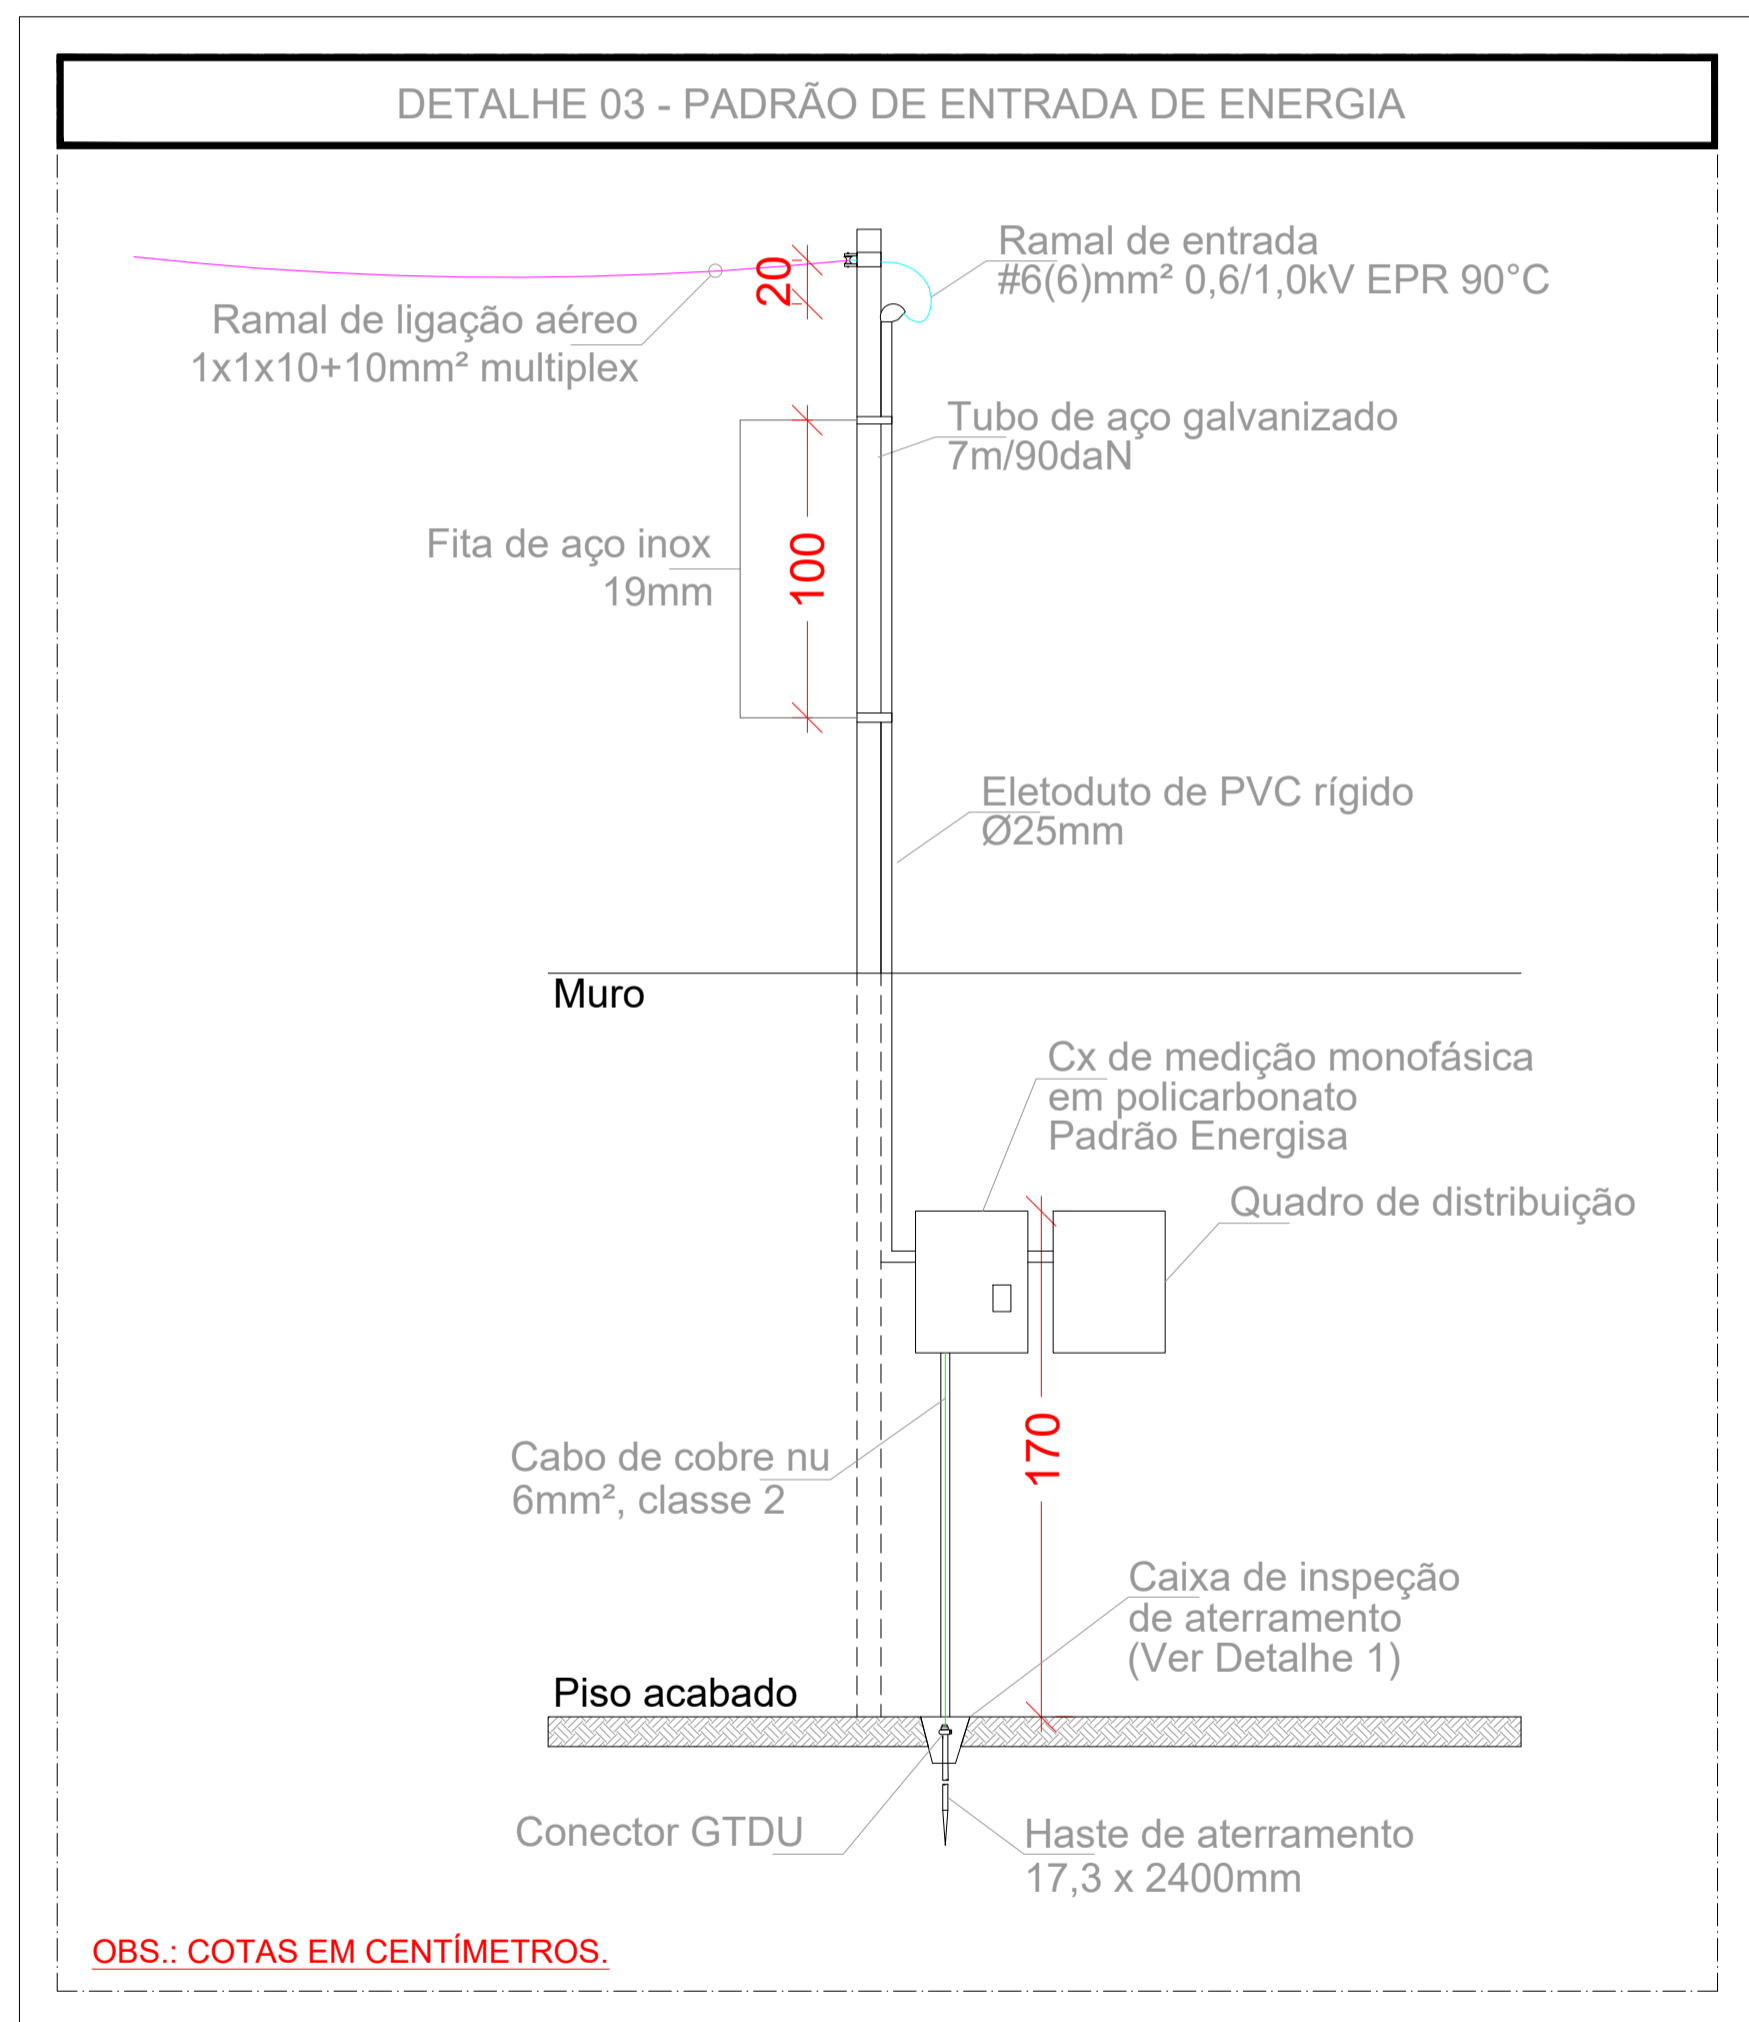 DETALHE 03 - PADRÃO DE ENTRADA DE ENERGIA
Ramal de entrada
#6(6)mm² 0,6/1,0kV EPR 90°C
20
Ramal de ligação aéreo
1x1x10+10mm² multiplex
Tubo de aço galvanizado
7m/90daN
Fita de aço inox
19mm
100
Eletoduto de PVC rígido
Ø25mm
Muro
Cx de medição monofásica
em policarbonato
Padrão Energisa
Quadro de distribuição
170
Cabo de cobre nu
6mm², classe 2
Caixa de inspeção
de aterramento
(Ver Detalhe 1)
Piso acabado
Conector GTDU
Haste de aterramento
17,3 x 2400mm
OBS.: COTAS EM CENTÍMETROS.